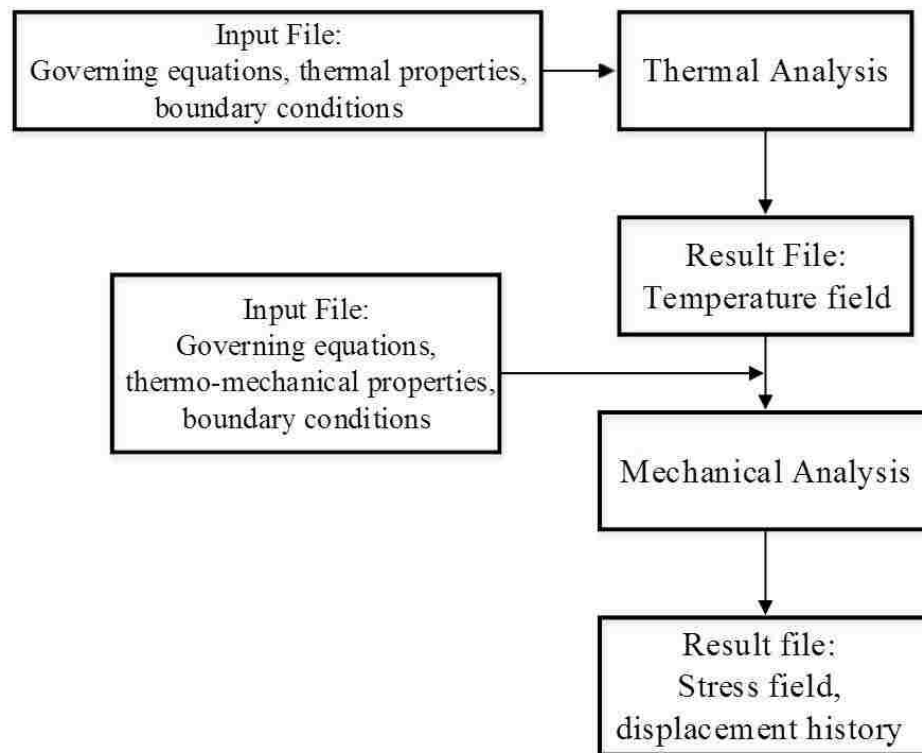 Input File:
Governing equations, thermal properties,
boundary conditions
Thermal Analysis
Result File:
Temperature field
Input File:
Governing equations,
thermo-mechanical properties,
boundary conditions
Mechanical Analysis
Result file:
Stress field,
displacement history